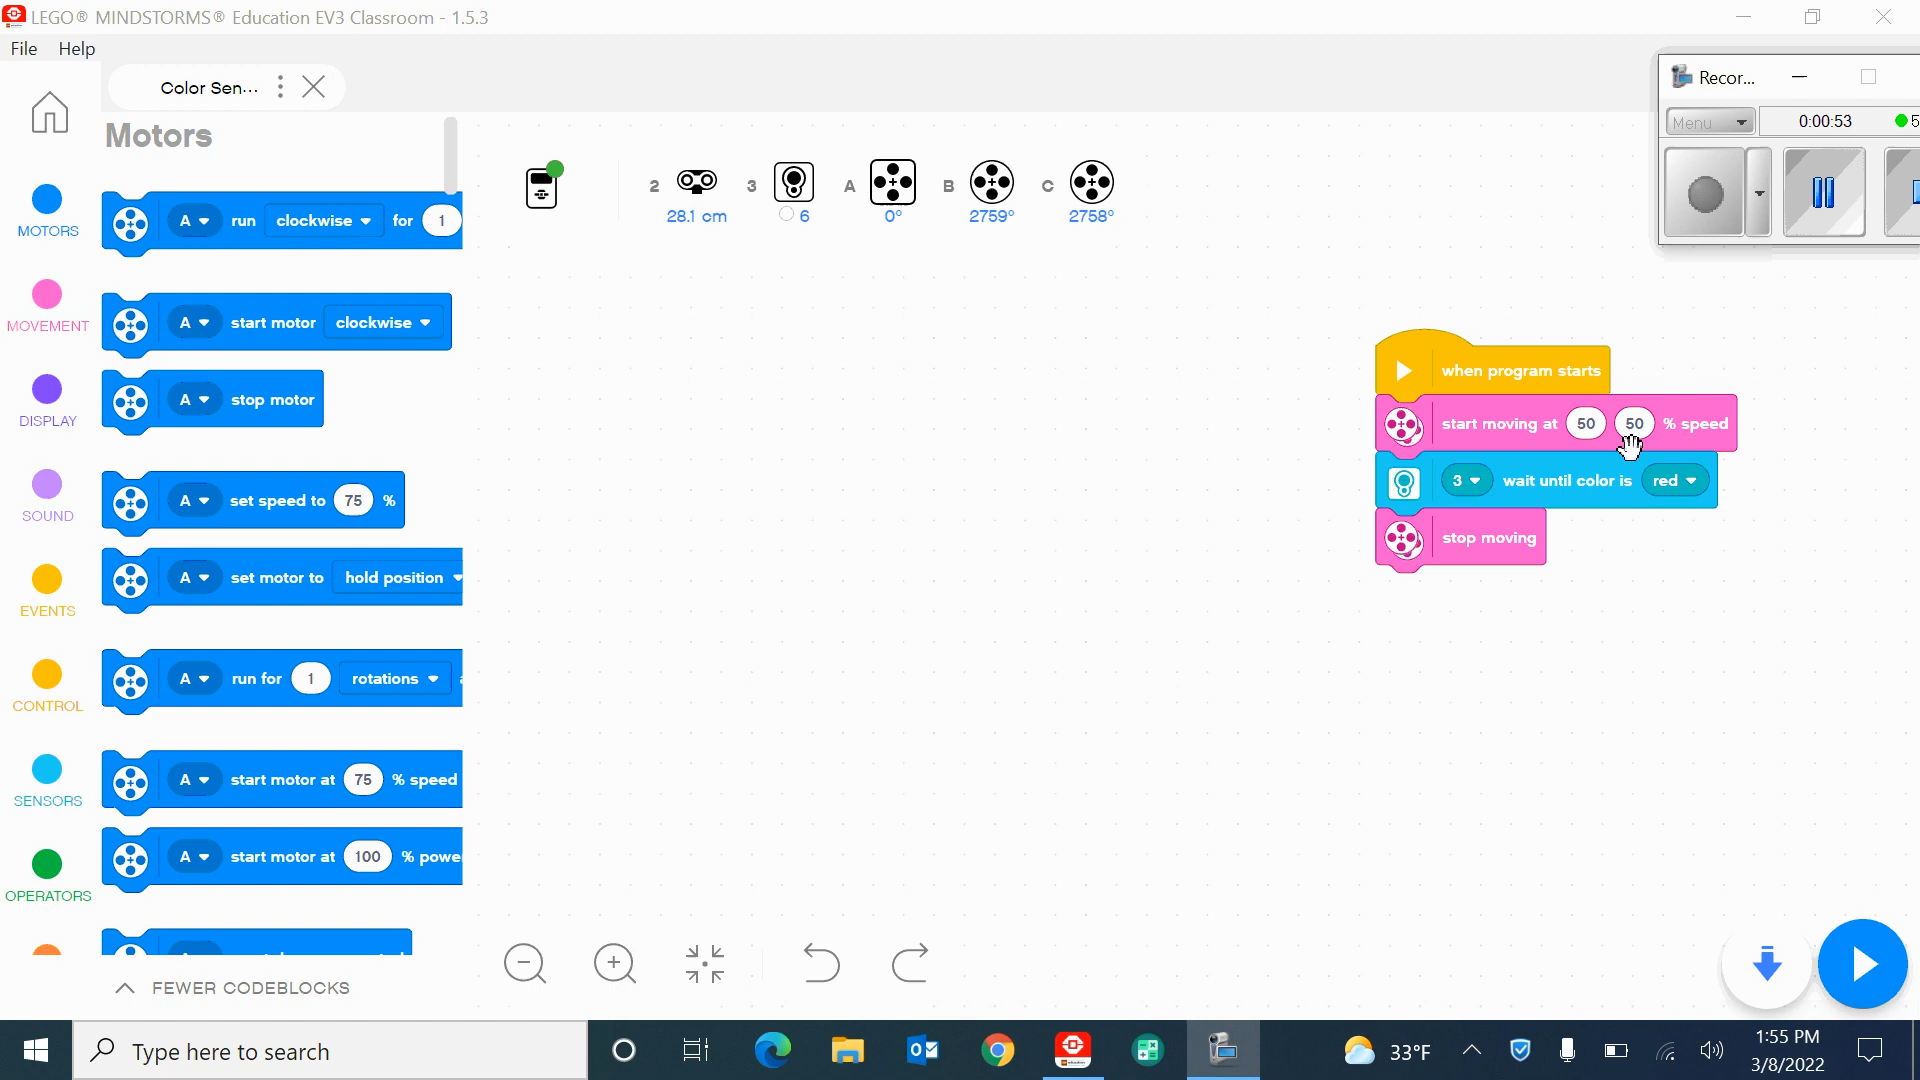 LEGO® MINDSTORMS® Education EV3 Classroom - 1.5.3
File Help
Color Sen...
Recor...
Menu 0:00:53 5
Motors
2 3 A B C
28.1 cm 6 0° 2759° 2758°
MOTORS
MOVEMENT
DISPLAY
SOUND
EVENTS
CONTROL
SENSORS
OPERATORS
A run clockwise for 1
A start motor clockwise
A stop motor
A set speed to 75 %
A set motor to hold position
A run for 1 rotations
A start motor at 75 % speed
A start motor at 100 % powe
when program starts
start moving at 50 50 % speed
3 wait until color is red
stop moving
FEWER CODEBLOCKS
Type here to search
33°F
1:55 PM
3/8/2022